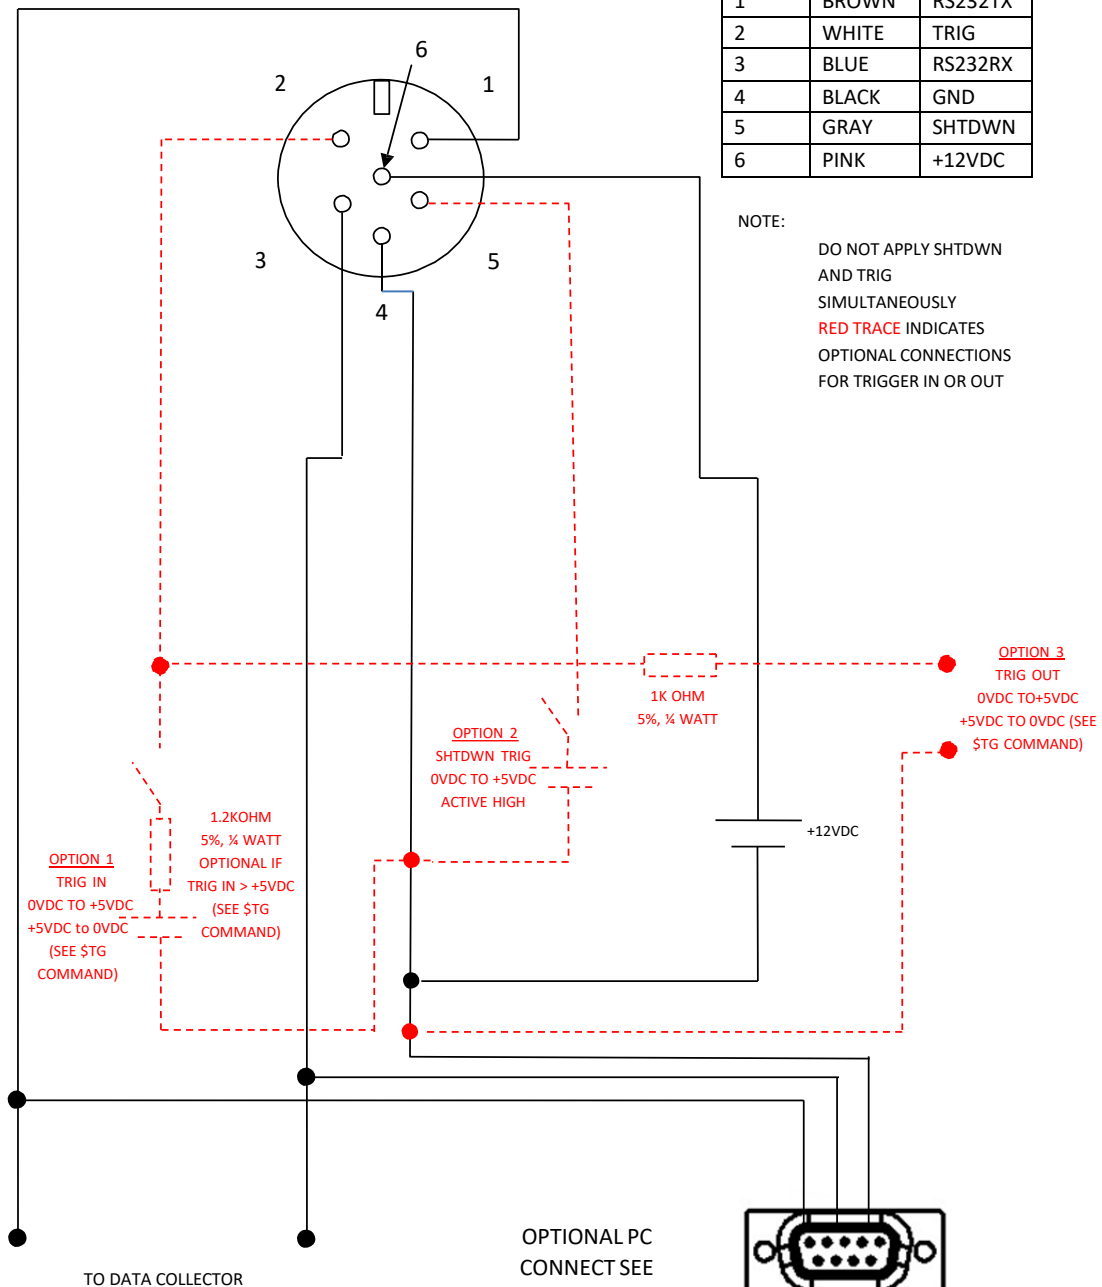 1 BROWN RS232TX
2 WHITE TRIG
3 BLUE RS232RX
4 BLACK GND
5 GRAY SHTDWN
6 PINK +12VDC
6
2
1
3
5
4
NOTE:
DO NOT APPLY SHTDWN
AND TRIG
SIMULTANEOUSLY
RED TRACE INDICATES
OPTIONAL CONNECTIONS
FOR TRIGGER IN OR OUT
OPTION 3
TRIG OUT
0VDC TO+5VDC
+5VDC TO 0VDC (SEE
$TG COMMAND)
1K OHM
5%, ¼ WATT
OPTION 2
SHTDWN TRIG
0VDC TO +5VDC
ACTIVE HIGH
+12VDC
1.2KOHM
5%, ¼ WATT
OPTIONAL IF
TRIG IN > +5VDC
(SEE $TG
COMMAND)
OPTION 1
TRIG IN
0VDC TO +5VDC
+5VDC to 0VDC
(SEE $TG
COMMAND)
OPTIONAL PC
CONNECT SEE
TO DATA COLLECTOR